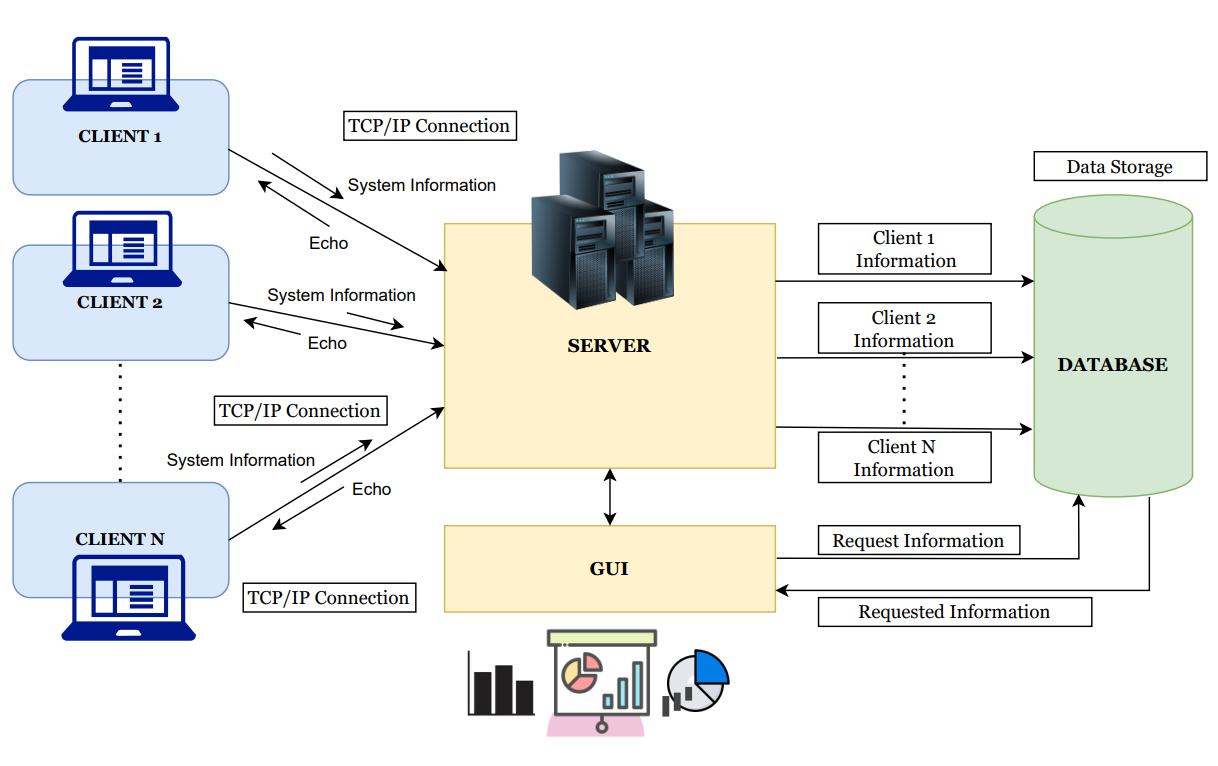 CLIENT 1
TCP/IP Connection
System Information
Echo
CLIENT 2
System Information
Echo
TCP/IP Connection
System Information
Echo
CLIENT N
TCP/IP Connection
SERVER
GUI
Client 1
Information
Client 2
Information
Client N
Information
Request Information
Requested Information
Data Storage
DATABASE